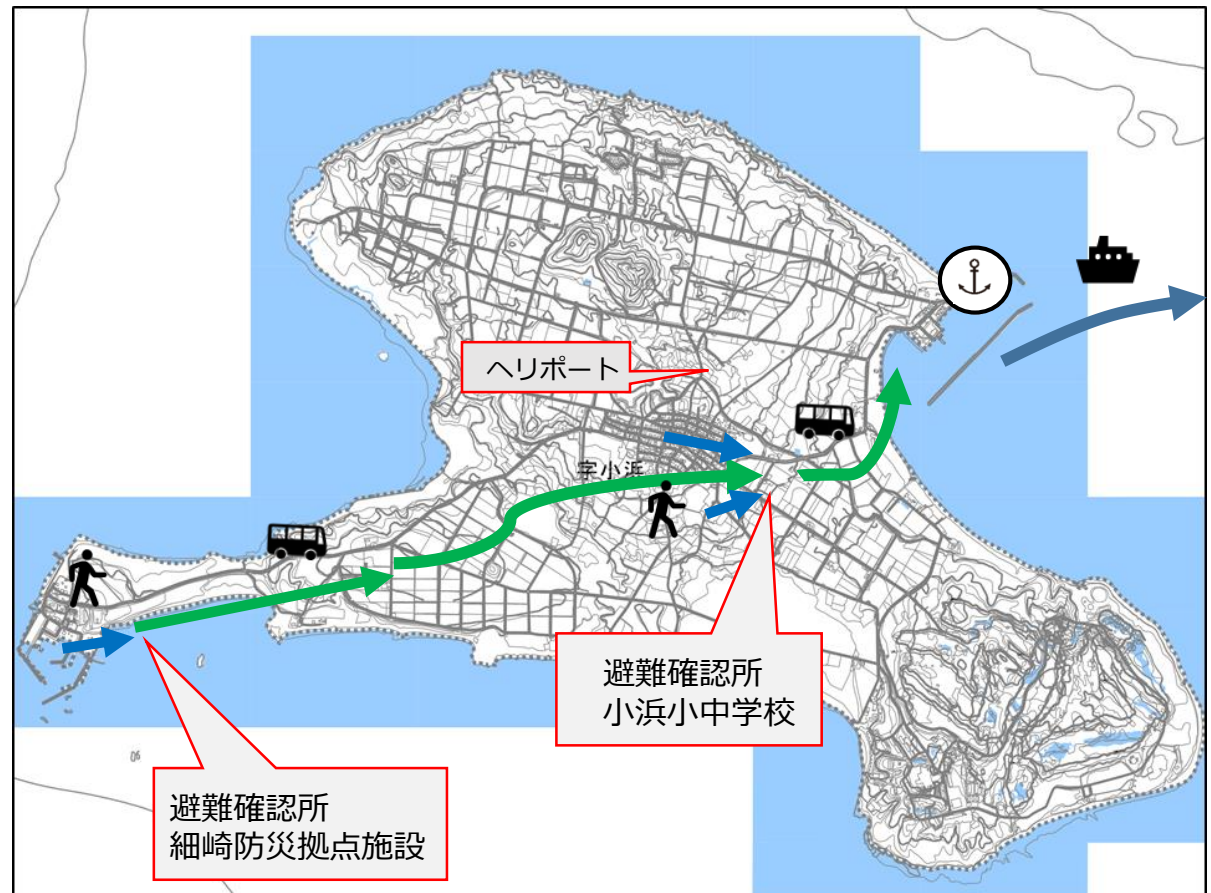 ヘリポート
字小浜
避難確認所
小浜小中学校
避難確認所
細崎防災拠点施設